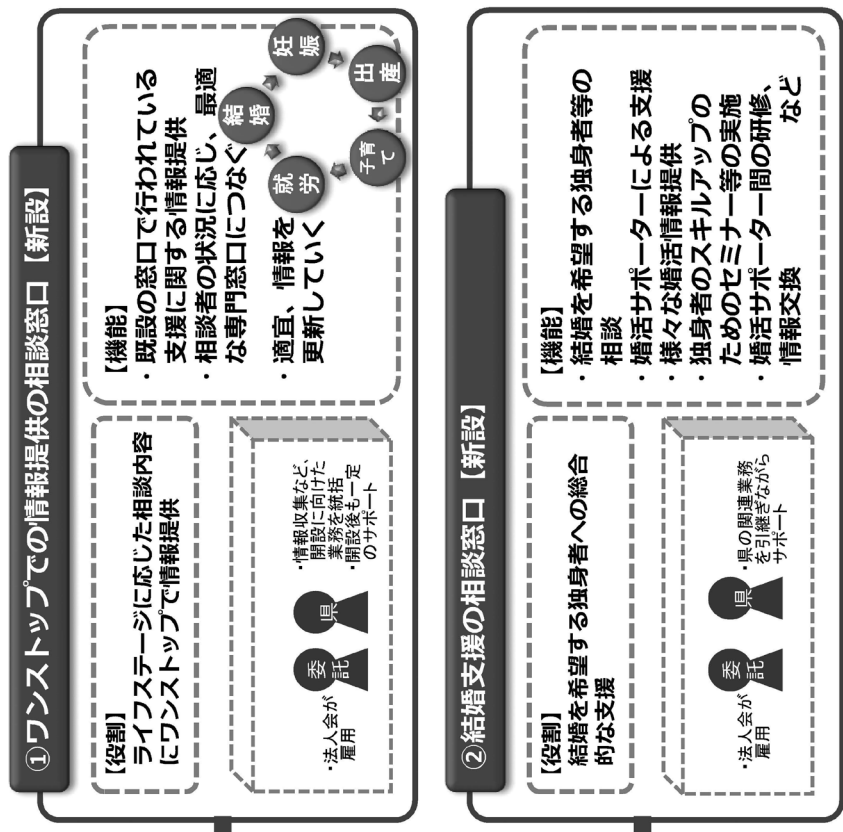 ①ワンストップでの情報提供の相談窓口【新設】
【役割】
ライフステージに応じた相談内容
にワンストップで情報提供
・法人会が
雇用
委託
県
・情報収集など、
開設に向けた
業務を統括
・開設後も一定
のサポート
【機能】
・既設の窓口で行われている
支援に関する情報提供
・相談者の状況に応じ、最適
な専門窓口につなぐ
・適宜、情報を
更新していく
就労
結婚
妊娠
出産
子育て
②結婚支援の相談窓口【新設】
【役割】
結婚を希望する独身者への総合
的な支援
・法人会が
雇用
委託
県
・県の関連業務
を引継ぎながら
サポート
【機能】
・結婚を希望する独身者等の
相談
・婚活サポーターによる支援
・様々な婚活情報提供
・独身者のスキルアップの
ためのセミナー等の実施
・婚活サポーター間の研修、
情報交換 など